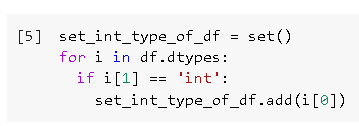 [5] set_int_type_of_df = set()
for i in df.dtypes:
if i[1] == 'int':
set_int_type_of_df.add(i[0])